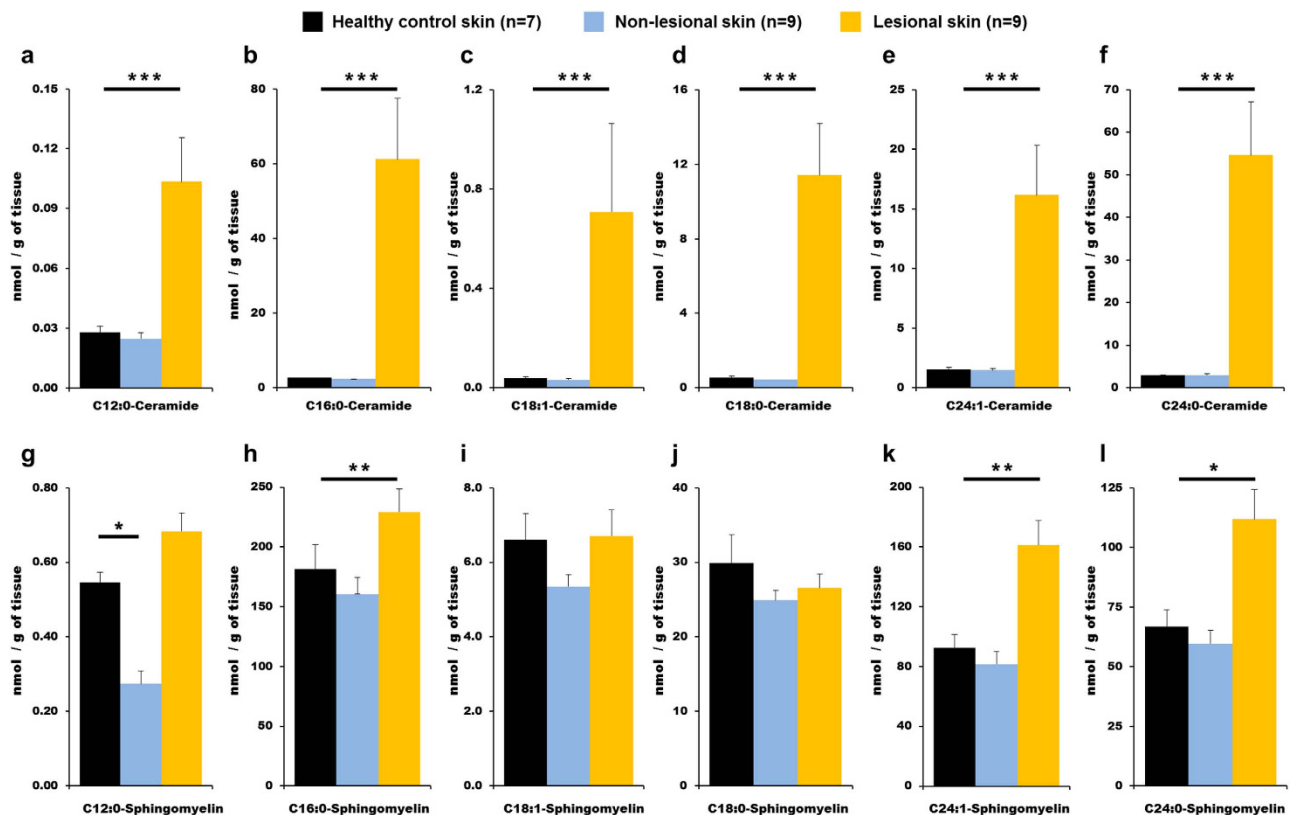 Healthy control skin (n=7) Non-lesional skin (n=9) Lesional skin (n=9)
a b c d e f
*** *** *** *** *** ***
nmol / g of tissue
0.15
0.12
0.09
0.06
0.03
0.00
C12:0-Ceramide
nmol / g of tissue
80
60
40
20
0
C16:0-Ceramide
nmol / g of tissue
1.2
0.8
0.4
0.0
C18:1-Ceramide
nmol / g of tissue
16
12
8
4
0
C18:0-Ceramide
nmol / g of tissue
25
20
15
10
5
0
C24:1-Ceramide
nmol / g of tissue
70
60
50
40
30
20
10
0
C24:0-Ceramide
g h i j k l
* ** ** *
nmol / g of tissue
0.80
0.60
0.40
0.20
0.00
C12:0-Sphingomyelin
nmol / g of tissue
250
200
150
100
50
0
C16:0-Sphingomyelin
nmol / g of tissue
8.0
6.0
4.0
2.0
0.0
C18:1-Sphingomyelin
nmol / g of tissue
40
30
20
10
0
C18:0-Sphingomyelin
nmol / g of tissue
200
160
120
80
40
0
C24:1-Sphingomyelin
nmol / g of tissue
125
100
75
50
25
0
C24:0-Sphingomyelin